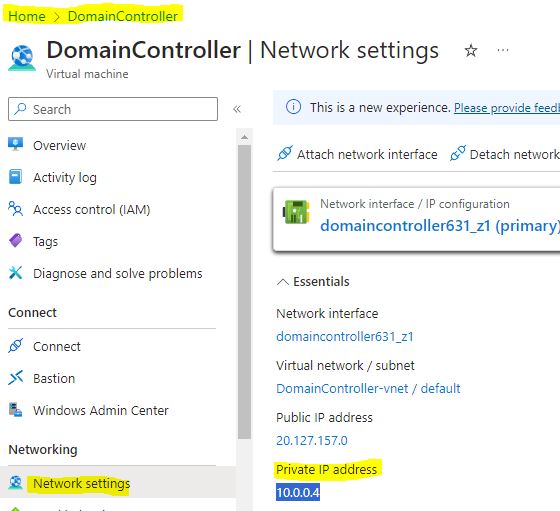 Home > DomainController
DomainController | Network settings
Virtual machine
Search
Overview
Activity log
Access control (IAM)
Tags
Diagnose and solve problems
Connect
Connect
Bastion
Windows Admin Center
Networking
Network settings
This is a new experience. Please provide feedb
Attach network interface
Detach network
Network interface / IP configuration
domaincontroller631_z1 (primary)
Essentials
Network interface
domaincontroller631_z1
Virtual network / subnet
DomainController-vnet / default
Public IP address
20.127.157.0
Private IP address
10.0.0.4